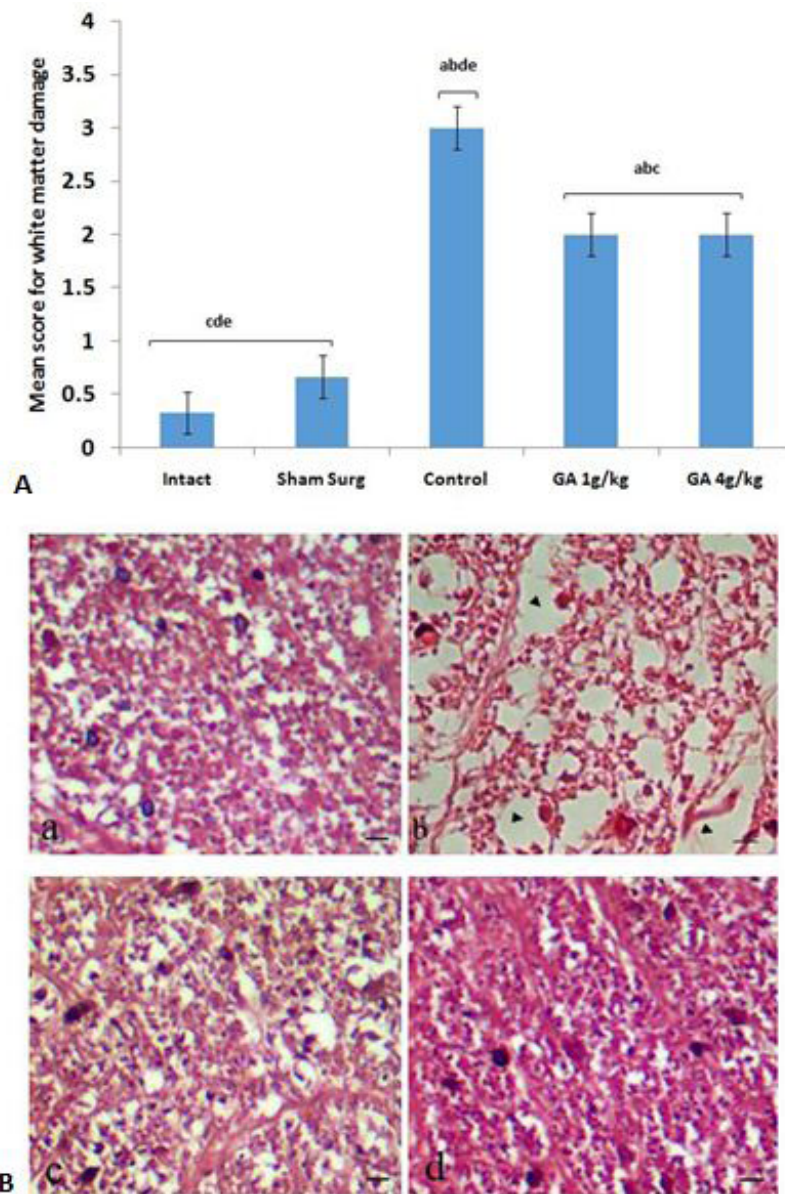 Mean score for white matter damage
4
3.5
3
2.5
2
1.5
1
0.5
0
cde
abde
abc
Intact
Sham Surg
Control
GA 1g/kg
GA 4g/kg
A
a
b
c
d
B